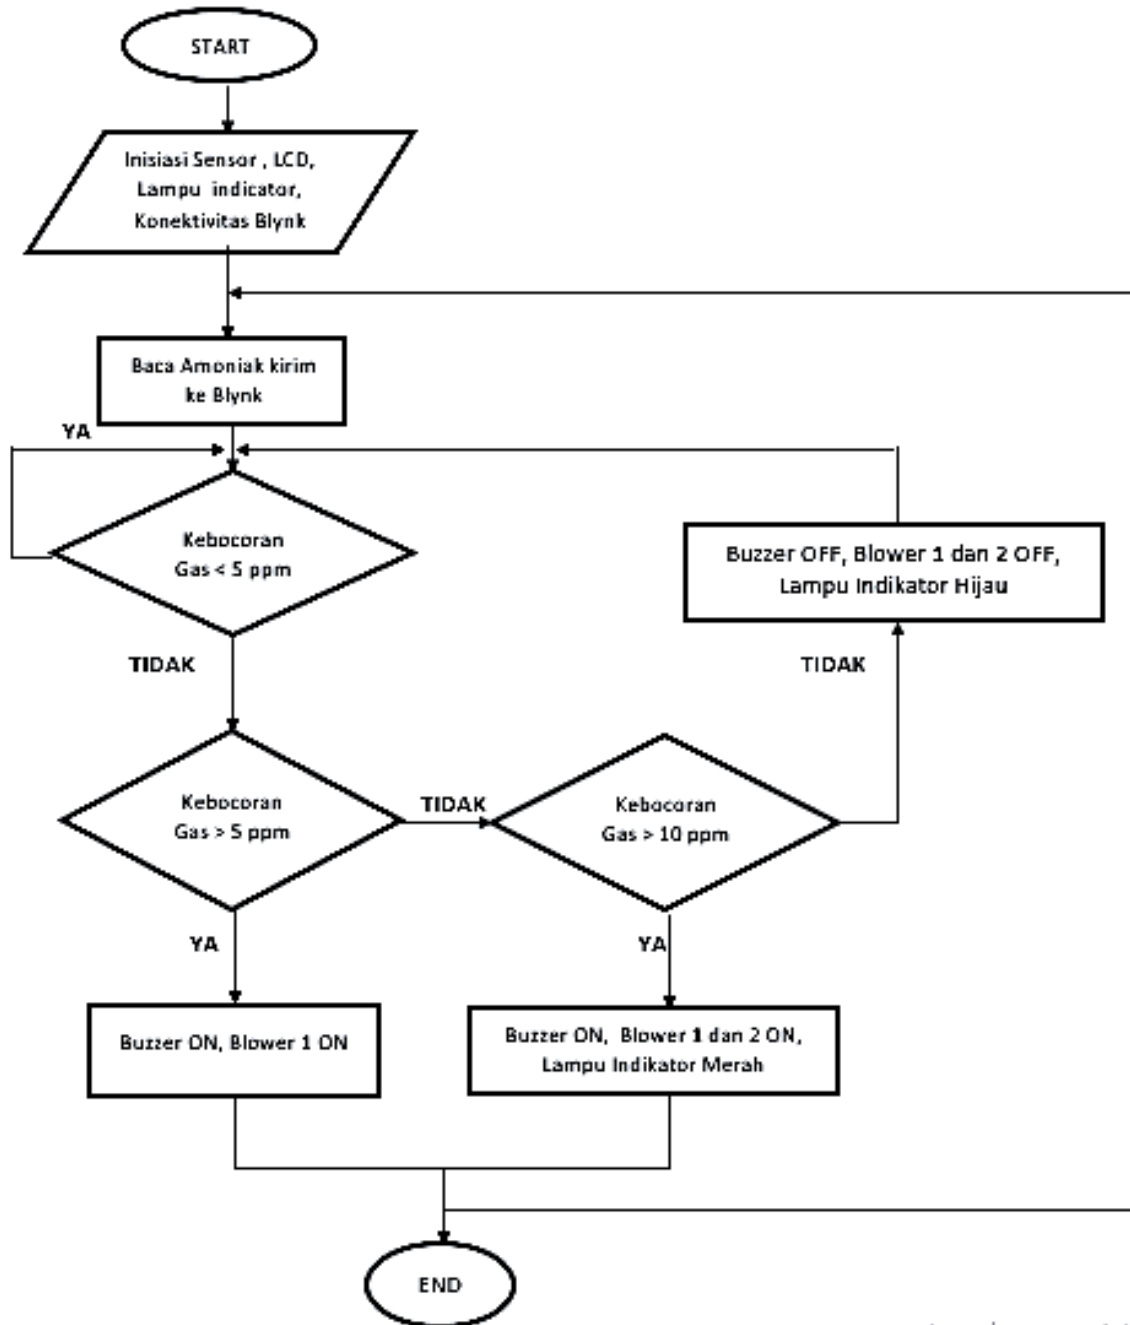 START
Inisiasi Sensor , LCD,
Lampu indicator,
Konektivitas Blynk
Baca Amoniak kirim
ke Blynk
YA
Kebocoran
Gas < 5 ppm
Buzzer OFF, Blower 1 dan 2 OFF,
Lampu Indikator Hijau
TIDAK
TIDAK
Kebocoran
Gas > 5 ppm
TIDAK
Kebocoran
Gas > 10 ppm
YA
YA
Buzzer ON, Blower 1 ON
Buzzer ON, Blower 1 dan 2 ON,
Lampu Indikator Merah
END